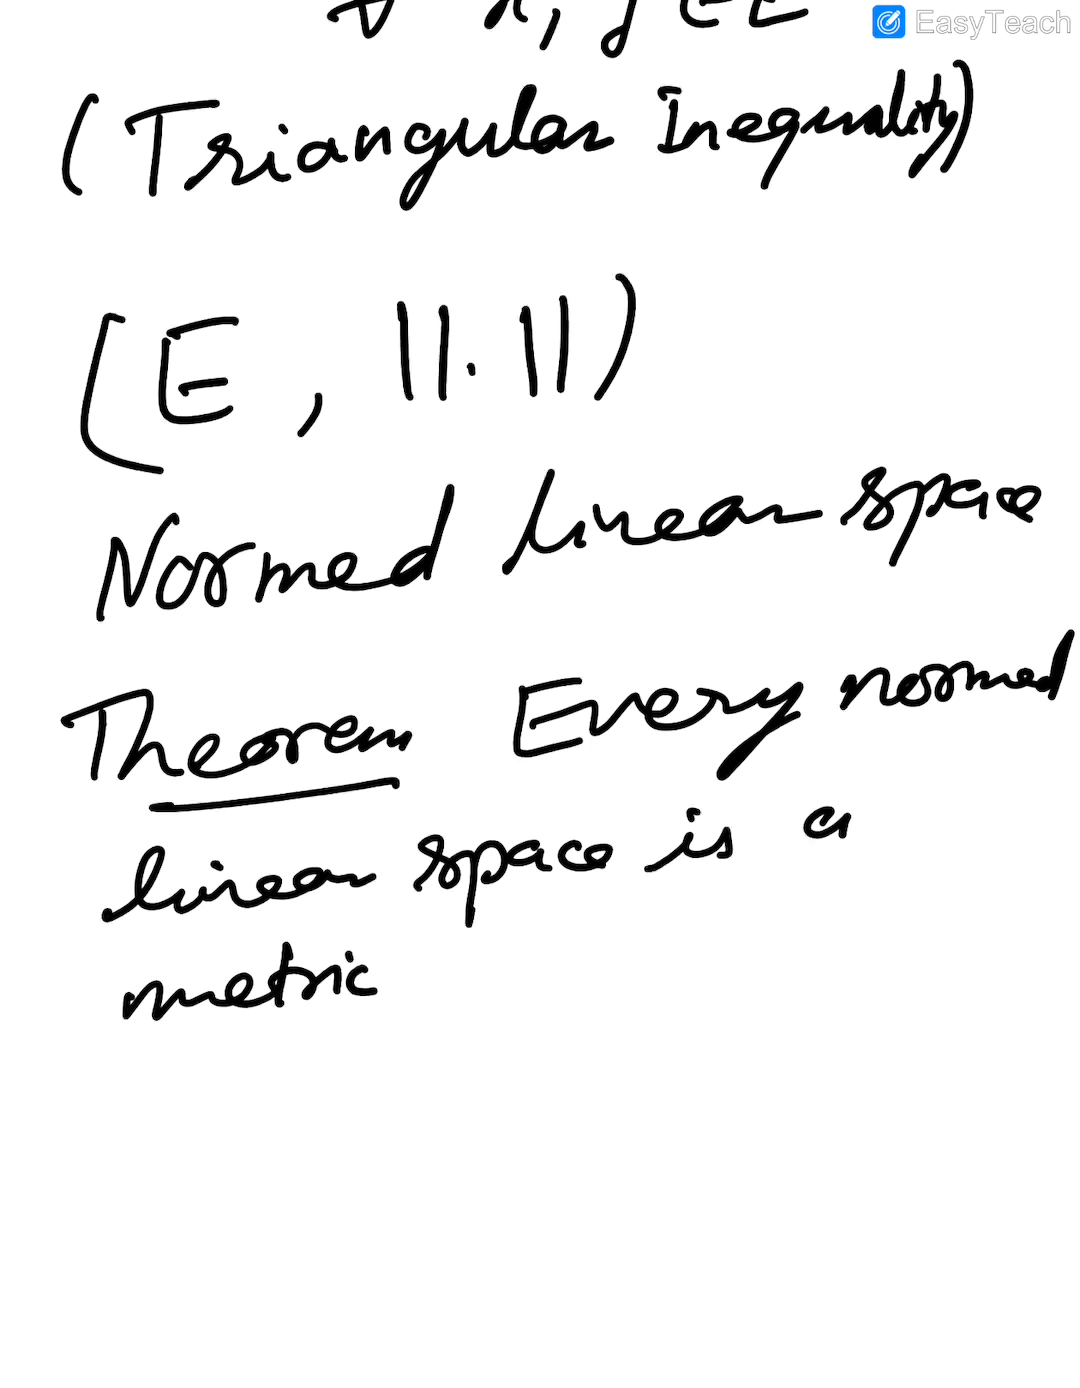 ∀ x, y ∈ E
EasyTeach
(Triangular Inequality)
(E, ||.||)
Normed linear space
Theorem Every normed
linear space is a
metric